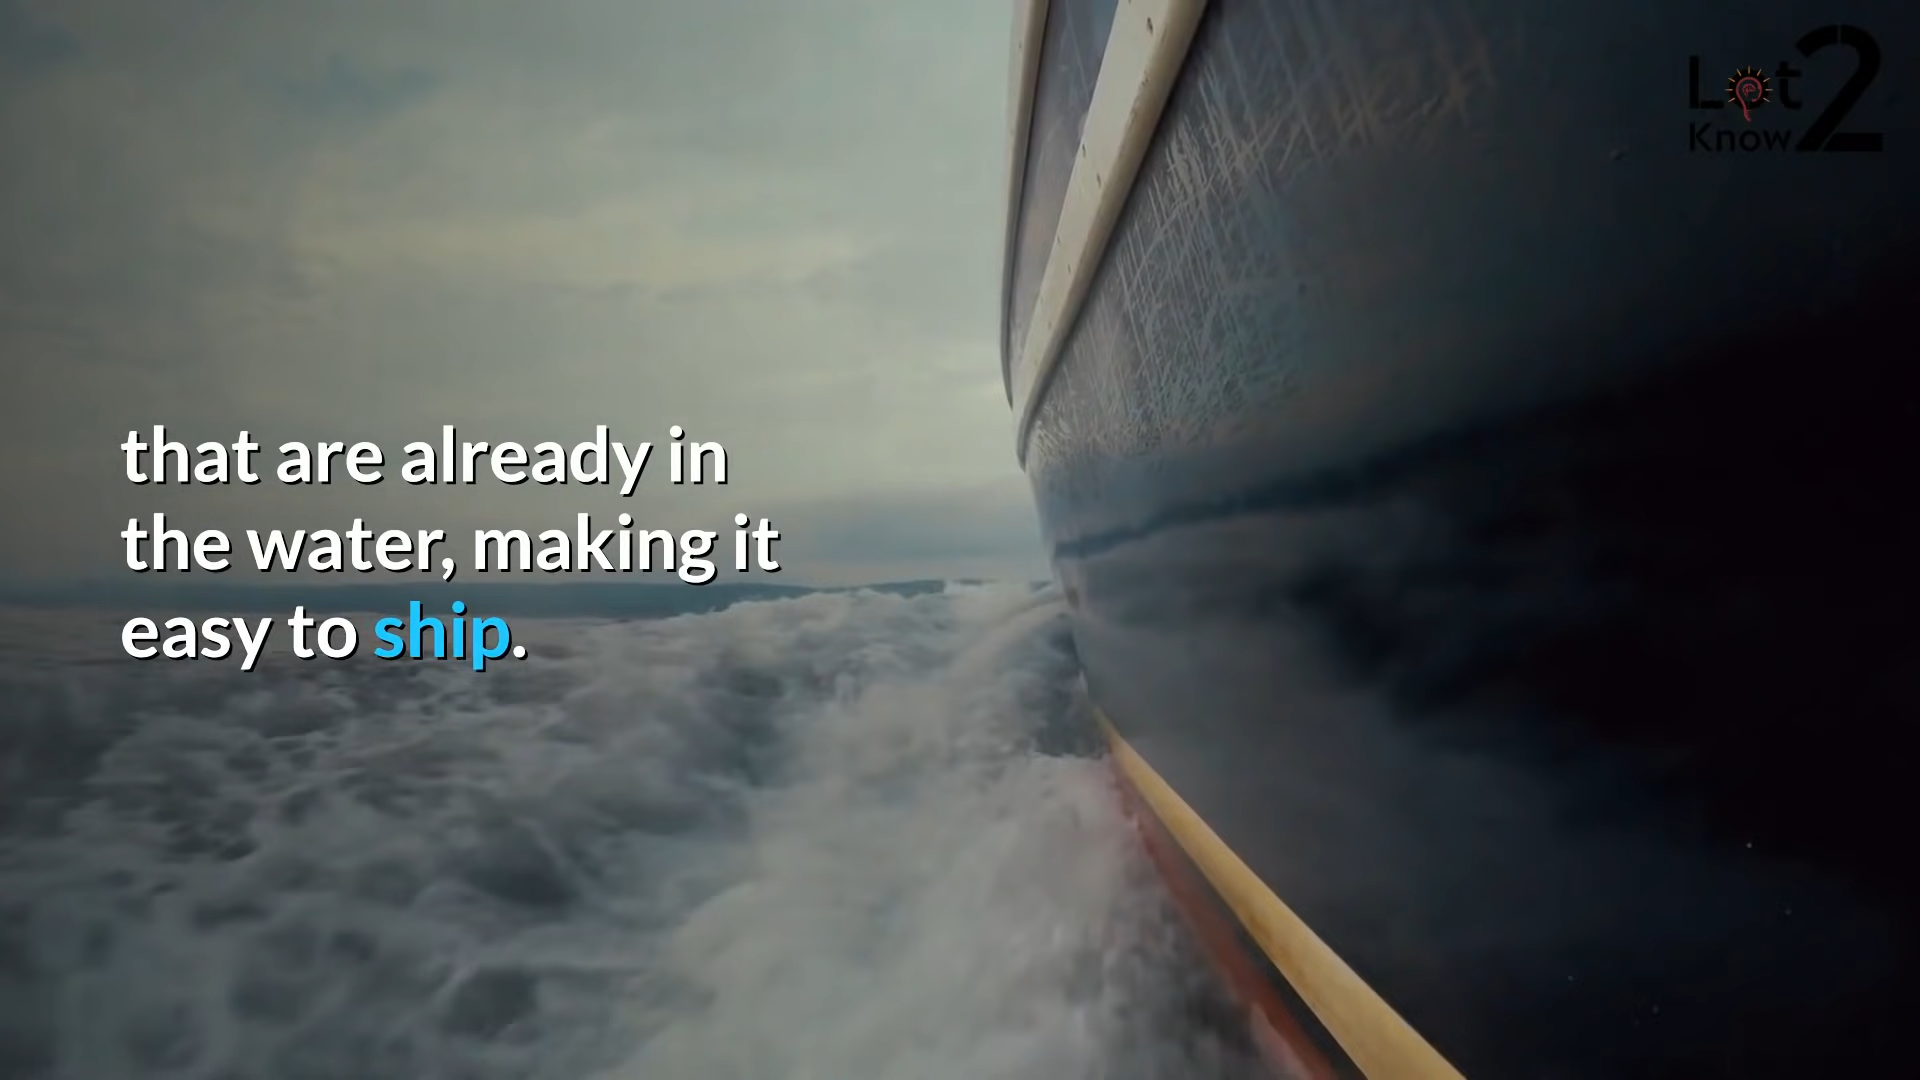 Lot 2
Know
that are already in
the water, making it
easy to ship.